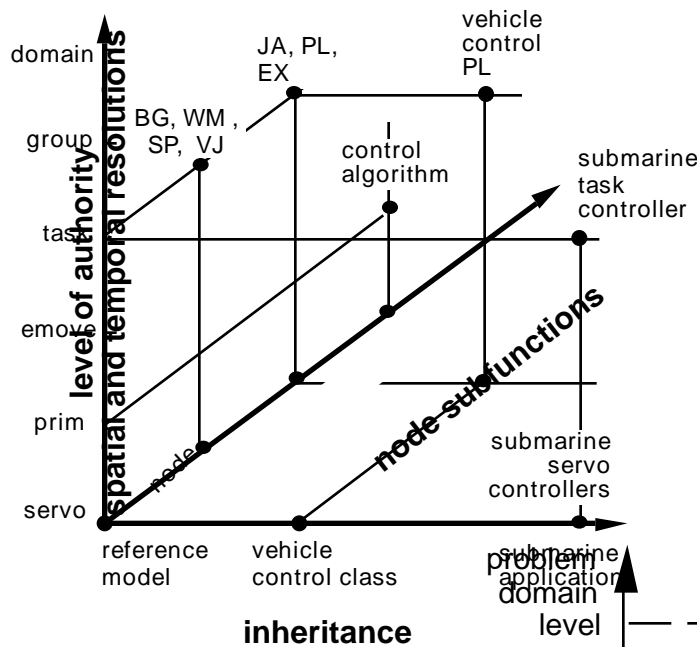 domain
group
task
emove
prim
servo
level of authority
spatial and temporal resolutions
JA, PL,
EX
BG, WM ,
SP, VJ
vehicle
control
PL
control
algorithm
submarine
task
controller
node
node subfunctions
submarine
servo
controllers
reference
model
vehicle
control class
submarine
application
problem
domain
level
inheritance